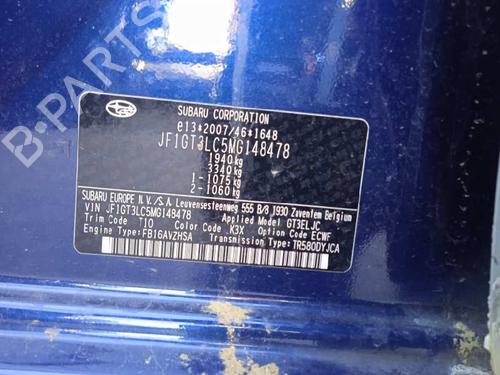 B-PARTS
SUBARU CORPORATION
e13*2007/46*1648
JF1GT3LC5MG148478
1940kg
3340kg
1-1075kg
2-1060kg
SUBARU EUROPE N.V./S.A. Leuvensesteenweg 555 B/8 1930 Zaventem Belgium
VIN JF1GT3LC5MG148478 Applied Model GT3ELJC
Trim Code T10 Color Code K3X Option Code ECWF
Engine Type: FB16AVZHSA Transmission Type: TR580DYJCA